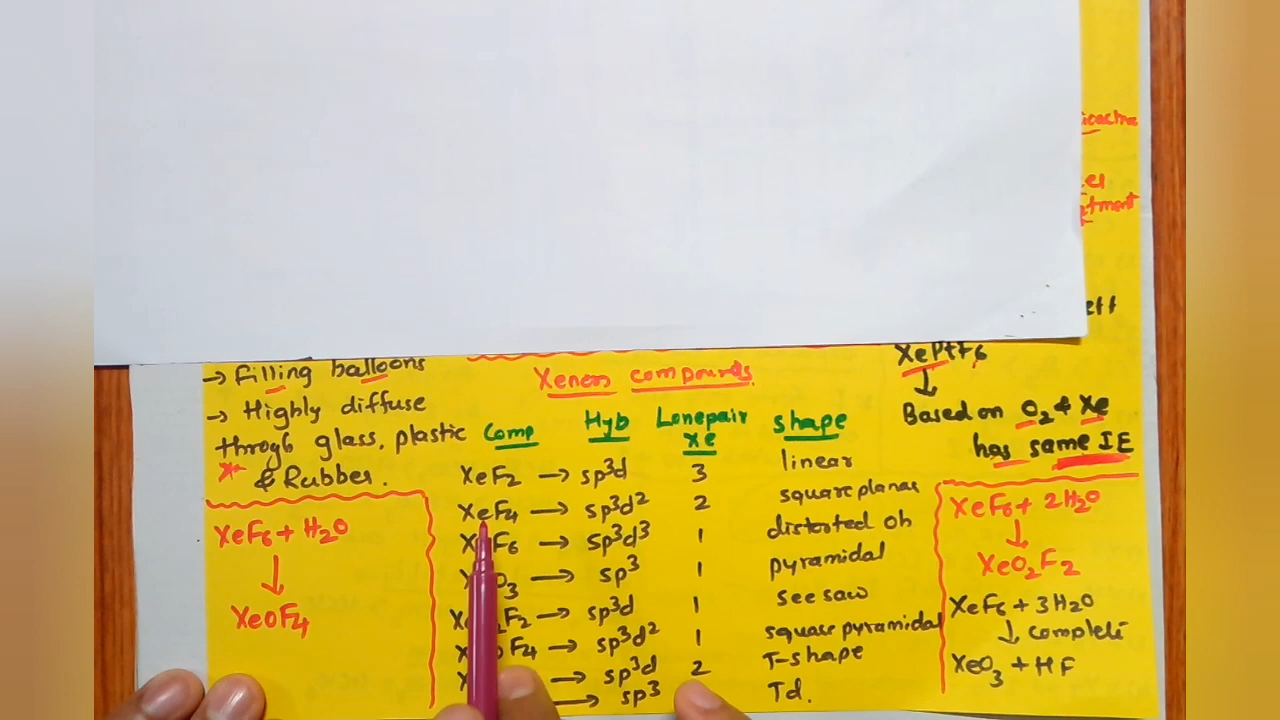 → Filling balloons
→ Highly diffuse
throgh glass, plastic
& Rubber.
XeF6 + H2O
↓
XeOF4
Xenon compounds
Comp Hyb Lonepair Xe shape
XeF2 → sp³d 3 linear
XeF4 → sp³d² 2 square planar
F6 → sp³d³ 1 distorted Oh
O3 → sp³ 1 pyramidal
F2 → sp³d 1 see saw
OF4 → sp³d² 1 square pyramidal
→ sp³d 2 T-shape
→ sp³ Td.
XePtF6
↓
Based on O2 & Xe
has same IE
XeF6 + 2H2O
↓
XeO2F2
XeF6 + 3H2O
↓ complete
XeO3 + HF